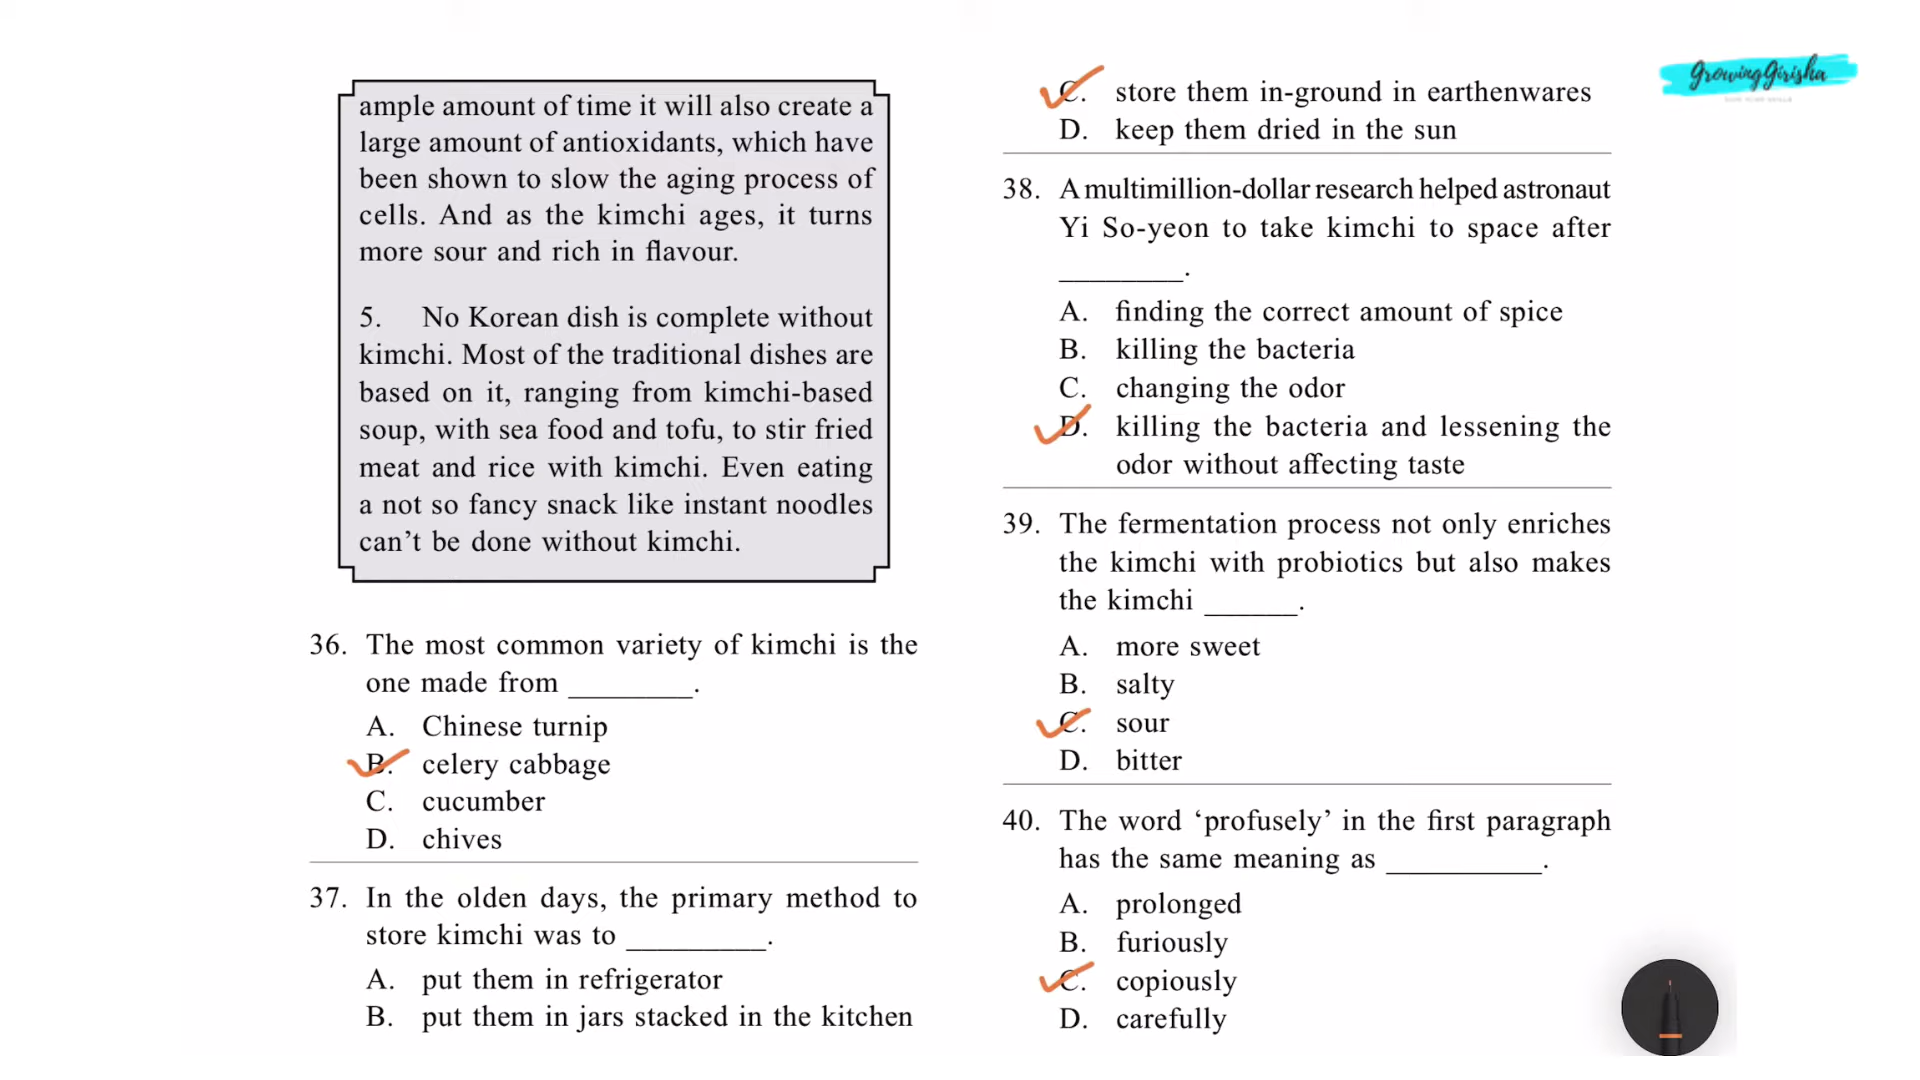 ample amount of time it will also create a
large amount of antioxidants, which have
been shown to slow the aging process of
cells. And as the kimchi ages, it turns
more sour and rich in flavour.
5. No Korean dish is complete without
kimchi. Most of the traditional dishes are
based on it, ranging from kimchi-based
soup, with sea food and tofu, to stir fried
meat and rice with kimchi. Even eating
a not so fancy snack like instant noodles
can’t be done without kimchi.
36. The most common variety of kimchi is the
one made from ________.
A. Chinese turnip
B. celery cabbage
C. cucumber
D. chives
37. In the olden days, the primary method to
store kimchi was to _________.
A. put them in refrigerator
B. put them in jars stacked in the kitchen
C. store them in-ground in earthenwares
D. keep them dried in the sun
38. A multimillion-dollar research helped astronaut
Yi So-yeon to take kimchi to space after
________.
A. finding the correct amount of spice
B. killing the bacteria
C. changing the odor
D. killing the bacteria and lessening the
odor without affecting taste
39. The fermentation process not only enriches
the kimchi with probiotics but also makes
the kimchi ______.
A. more sweet
B. salty
C. sour
D. bitter
40. The word ‘profusely’ in the first paragraph
has the same meaning as __________.
A. prolonged
B. furiously
C. copiously
D. carefully
GrowingGirisha